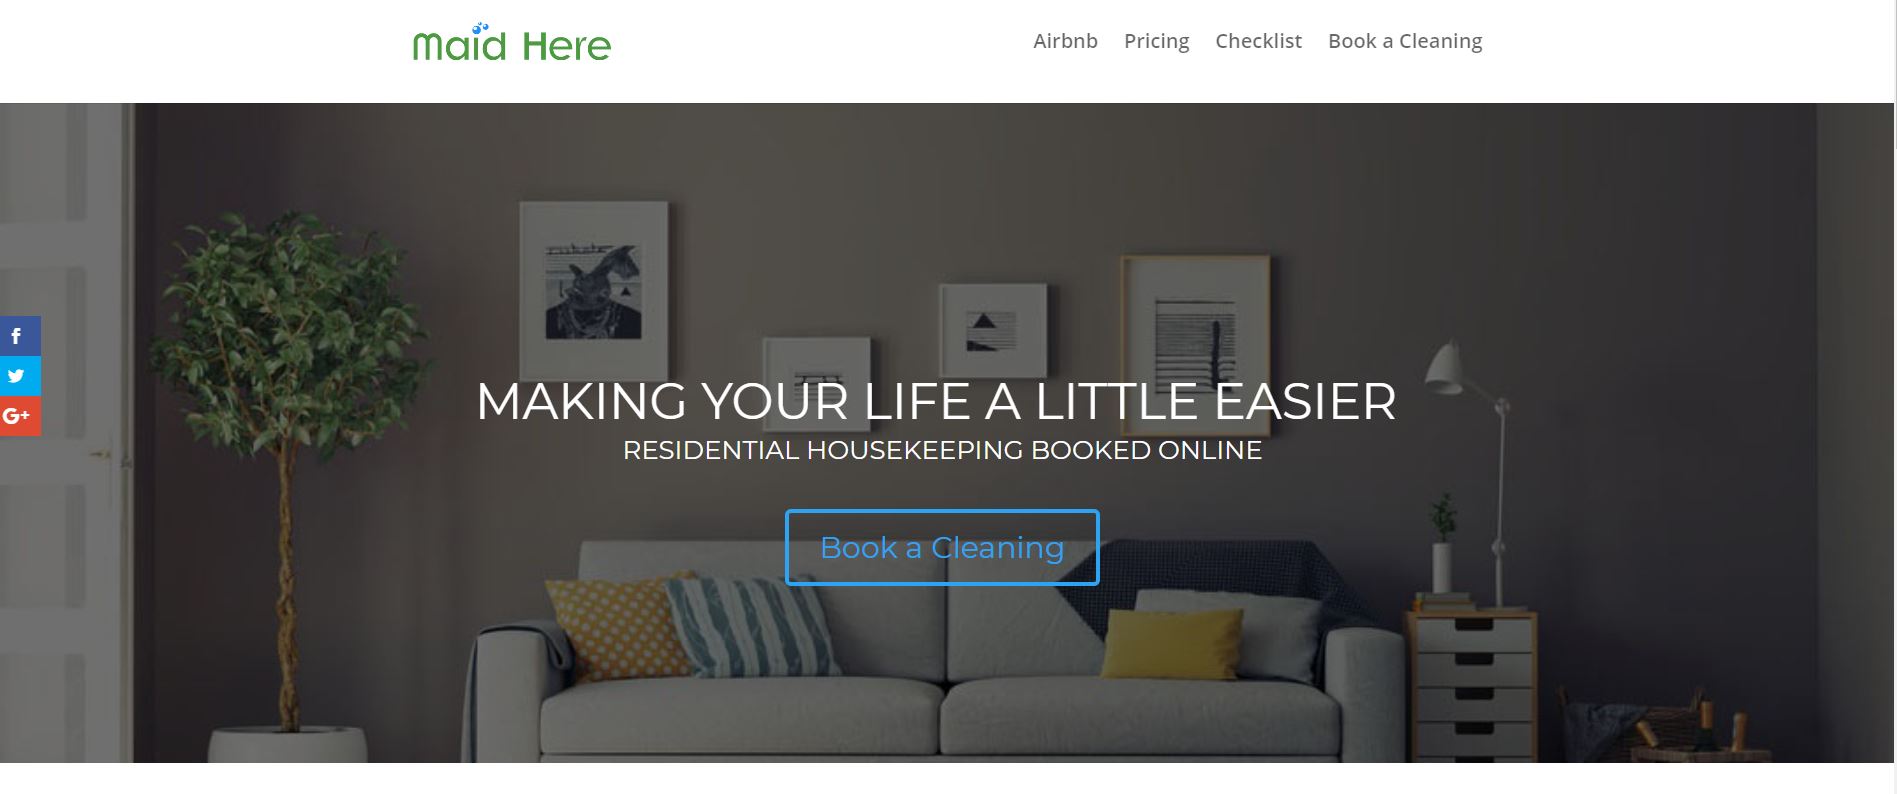 Maid Here
Airbnb Pricing Checklist Book a Cleaning
MAKING YOUR LIFE A LITTLE EASIER
RESIDENTIAL HOUSEKEEPING BOOKED ONLINE
Book a Cleaning
f
G+